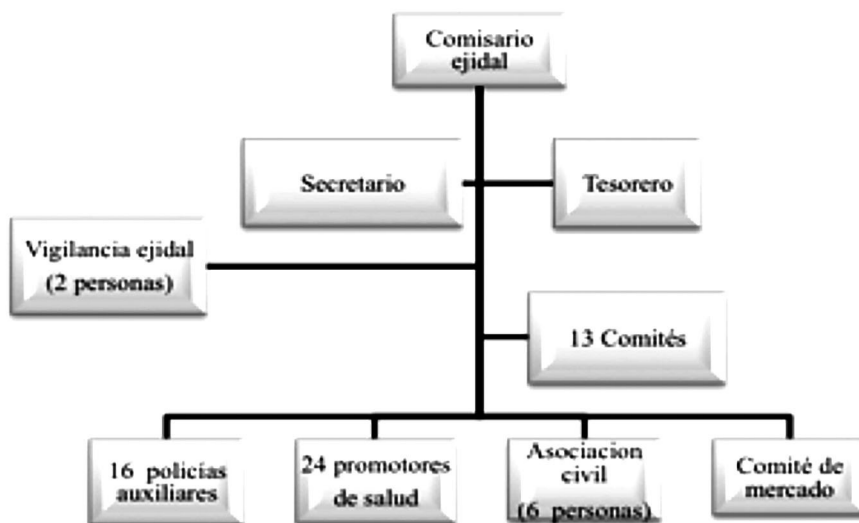 Comisario
ejidal
Secretario
Tesorero
Vigilancia ejidal
(2 personas)
13 Comités
16 policías
auxiliares
24 promotores
de salud
Asociacion
civil
(6 personas)
Comité de
mercado